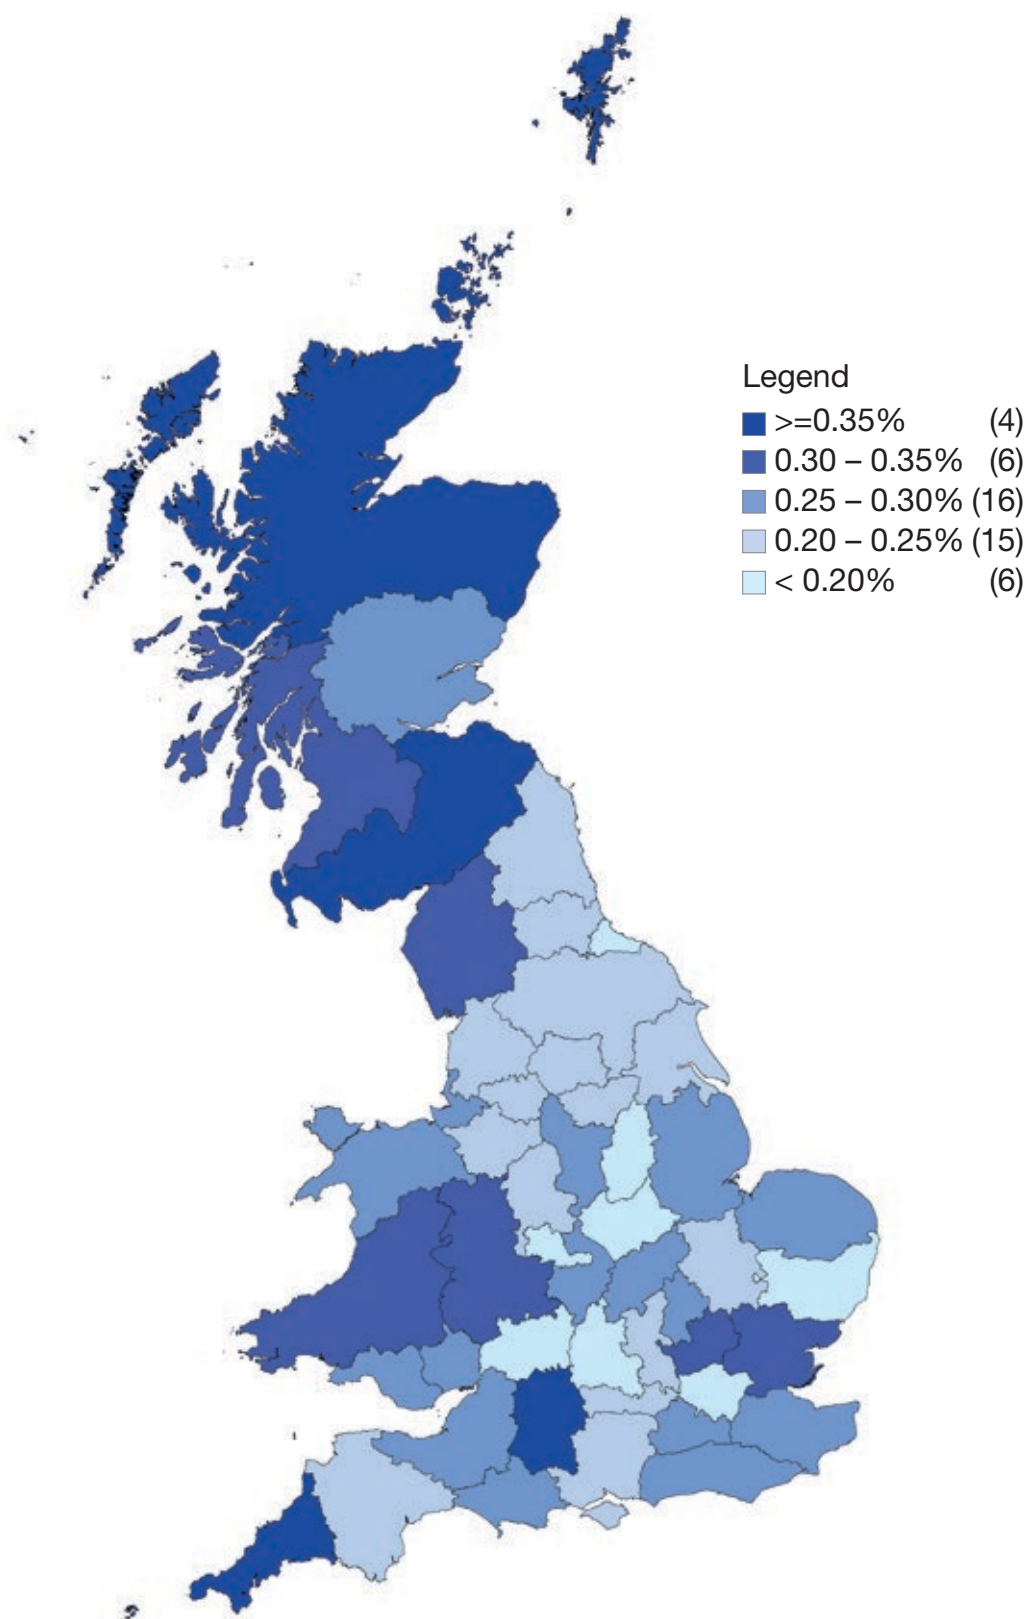 Legend
>=0.35% (4)
0.30 – 0.35% (6)
0.25 – 0.30% (16)
0.20 – 0.25% (15)
< 0.20% (6)